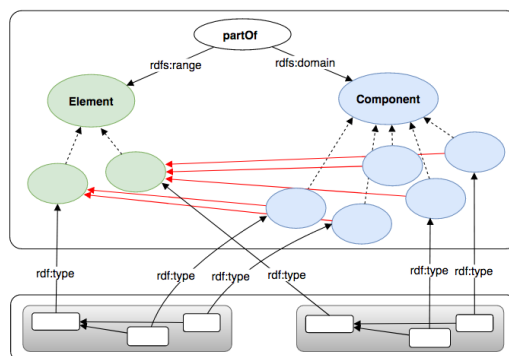 partOf
rdfs:range
rdfs:domain
Element
Component
rdf:type
rdf:type
rdf:type
rdf:type
rdf:type
rdf:type